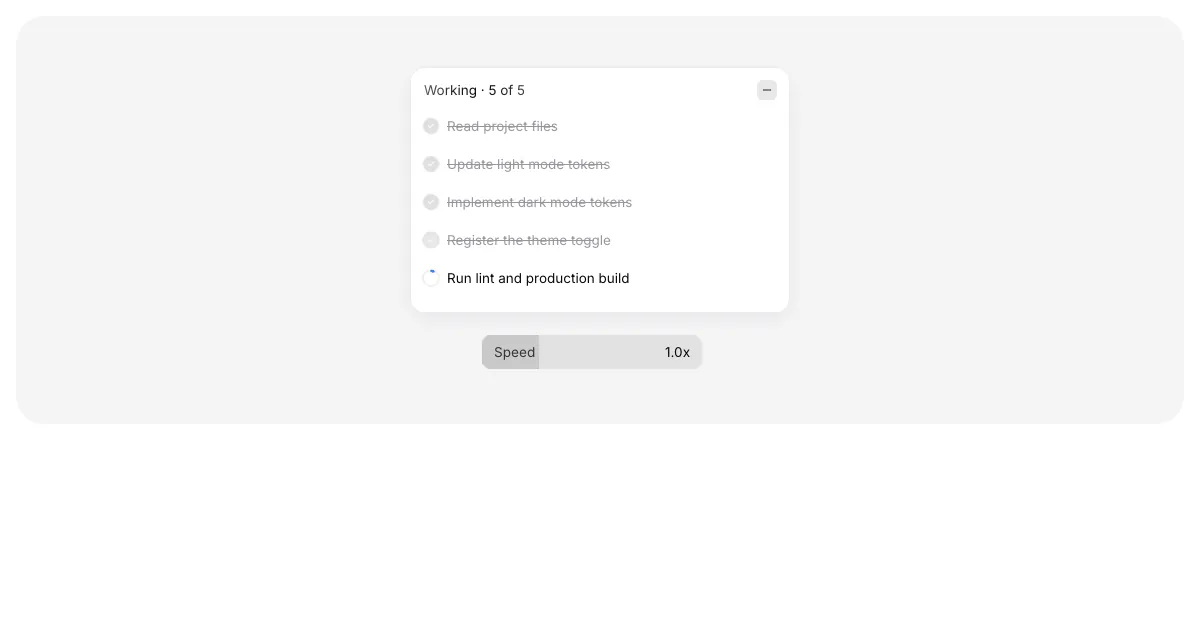 Working · 5 of 5
Read project files
Update light mode tokens
Implement dark mode tokens
Register the theme toggle
Run lint and production build
Speed 1.0x